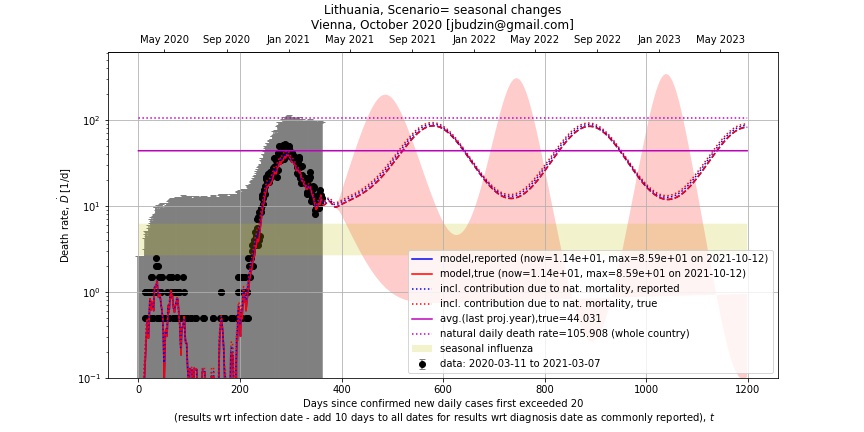 Lithuania, Scenario= seasonal changes
Vienna, October 2020 [jbudzin@gmail.com]
May 2020 Sep 2020 Jan 2021 May 2021 Sep 2021 Jan 2022 May 2022 Sep 2022 Jan 2023 May 2023
10²
10¹
10⁰
10⁻¹
Death rate, D [1/d]
model,reported (now=1.14e+01, max=8.59e+01 on 2021-10-12)
model,true (now=1.14e+01, max=8.59e+01 on 2021-10-12)
incl. contribution due to nat. mortality, reported
incl. contribution due to nat. mortality, true
avg.(last proj.year),true=44.031
natural daily death rate=105.908 (whole country)
seasonal influenza
data: 2020-03-11 to 2021-03-07
0 200 400 600 800 1000 1200
Days since confirmed new daily cases first exceeded 20
(results wrt infection date - add 10 days to all dates for results wrt diagnosis date as commonly reported), t